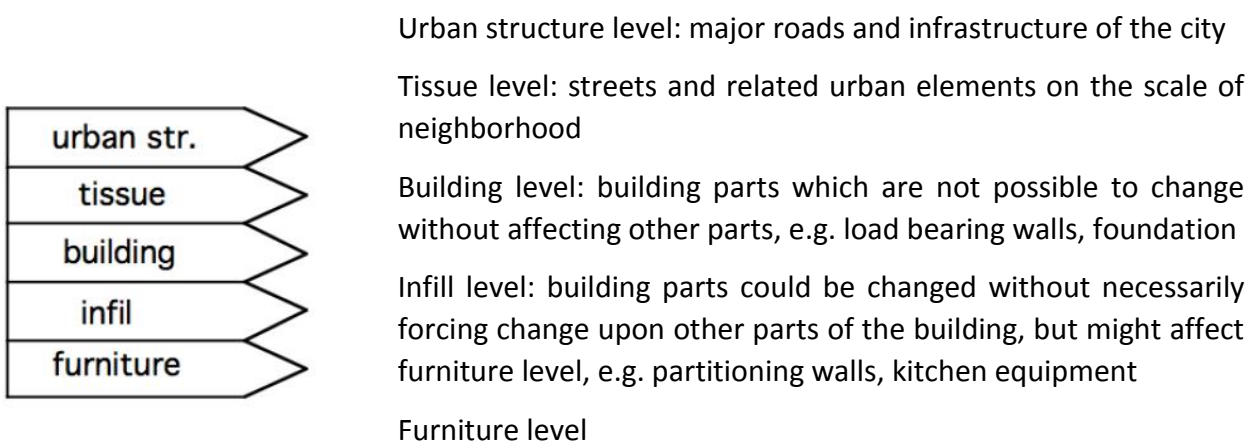 urban str.
tissue
building
infil
furniture
Urban structure level: major roads and infrastructure of the city
Tissue level: streets and related urban elements on the scale of
neighborhood
Building level: building parts which are not possible to change
without affecting other parts, e.g. load bearing walls, foundation
Infill level: building parts could be changed without necessarily
forcing change upon other parts of the building, but might affect
furniture level, e.g. partitioning walls, kitchen equipment
Furniture level